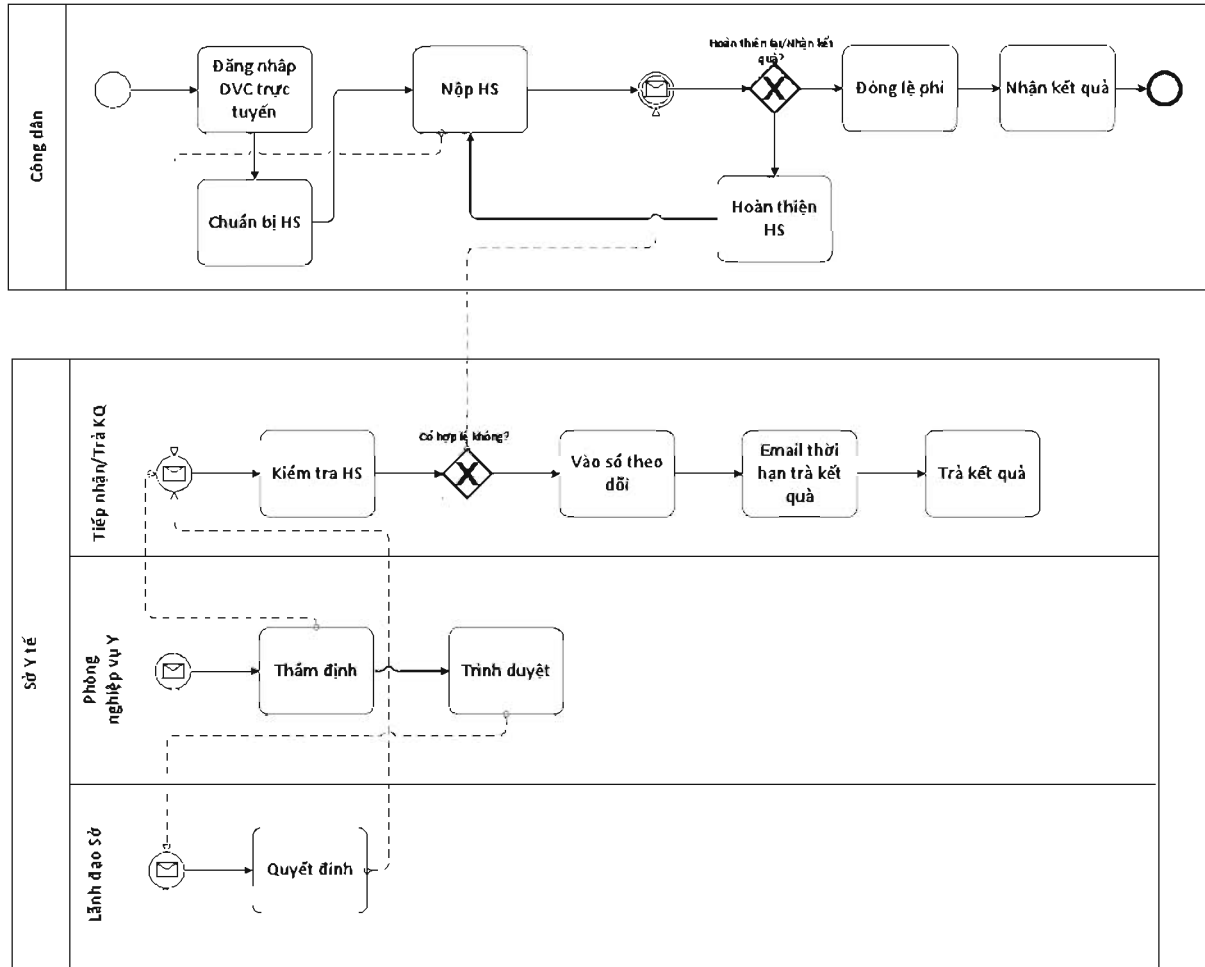 Công dân
Đăng nhâp
DVC trực
tuyến
Nộp HS
Hoàn thiên lại/Nhận kết
quả?
Đóng lệ phí
Nhận kết quả
Chuẩn bị HS
Hoàn thiện
HS
Sở Y tế
Tiếp nhận/Trả KQ
Kiểm tra HS
Có hợp lệ không?
Vào sổ theo
dõi
Email thời
hạn trả kết
quả
Trả kết quả
Phòng
nghiệp vụ Y
Thẩm định
Trình duyệt
Lãnh đạo Sở
Quyết định